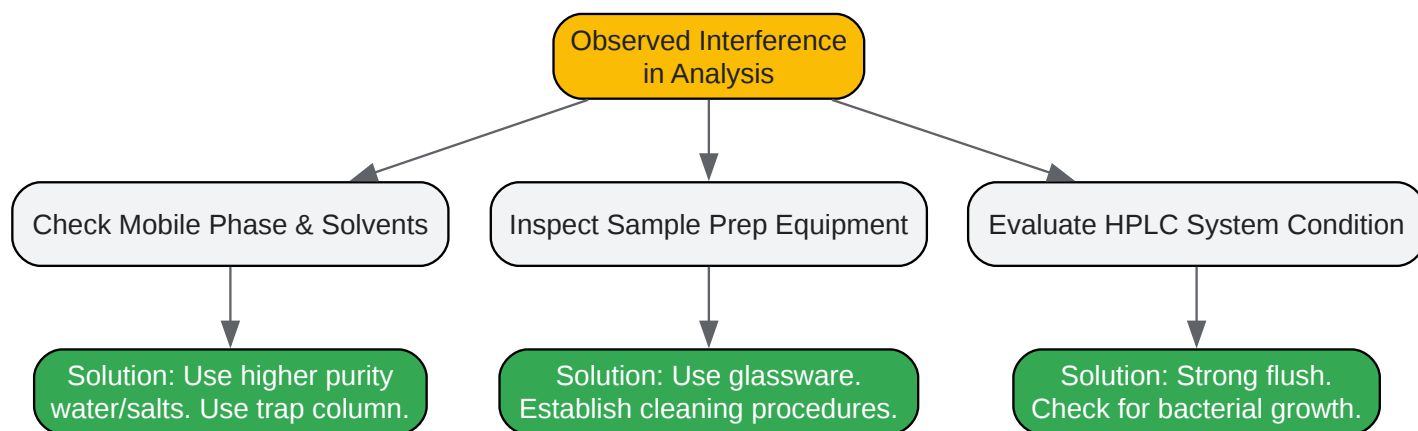 Observed Interference
in Analysis
Check Mobile Phase & Solvents
Inspect Sample Prep Equipment
Evaluate HPLC System Condition
Solution: Use higher purity
water/salts. Use trap column.
Solution: Use glassware.
Establish cleaning procedures.
Solution: Strong flush.
Check for bacterial growth.